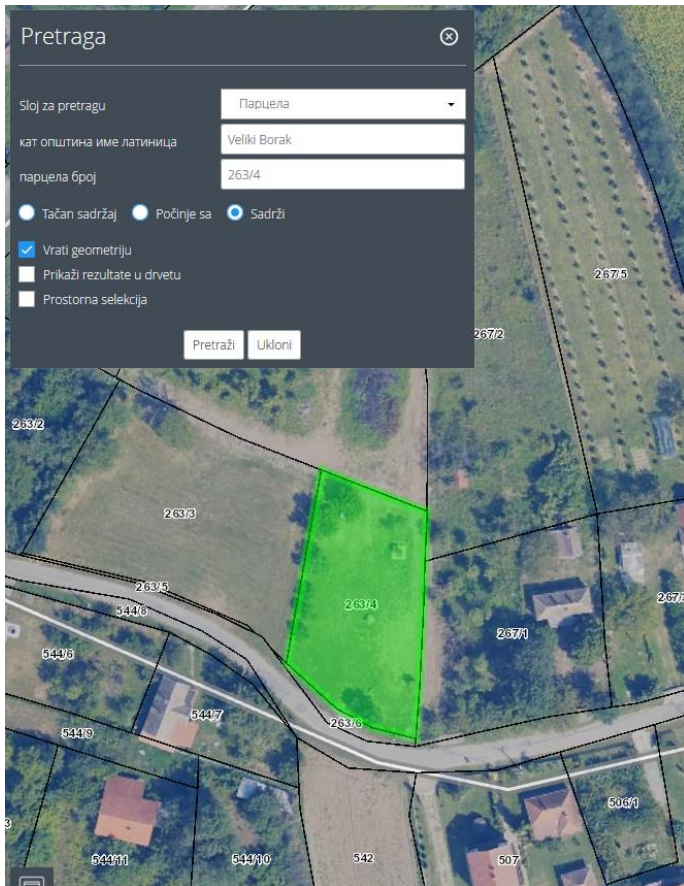 Pretraga
Sloj za pretragu
Парцела
кат општина име латиница
Veliki Borak
парцела број
263/4
Tačan sadržaj
Počinje sa
Sadrži
Vrati geometriju
Prikaži rezultate u drvetu
Prostorna selekcija
Pretraži
Ukloni
267/5
267/2
263/2
263/3
263/5
263/4
544/8
267/1
544/6
544/7
263/6
544/9
506/1
544/11
544/10
542
507